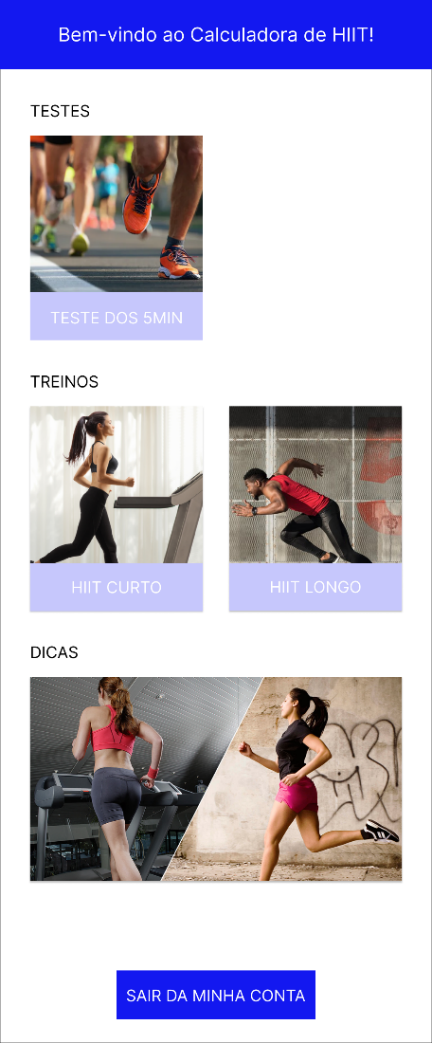 Bem-vindo ao Calculadora de HIIT!
TESTES
TESTE DOS 5MIN
TREINOS
HIIT CURTO
HIIT LONGO
DICAS
SAIR DA MINHA CONTA